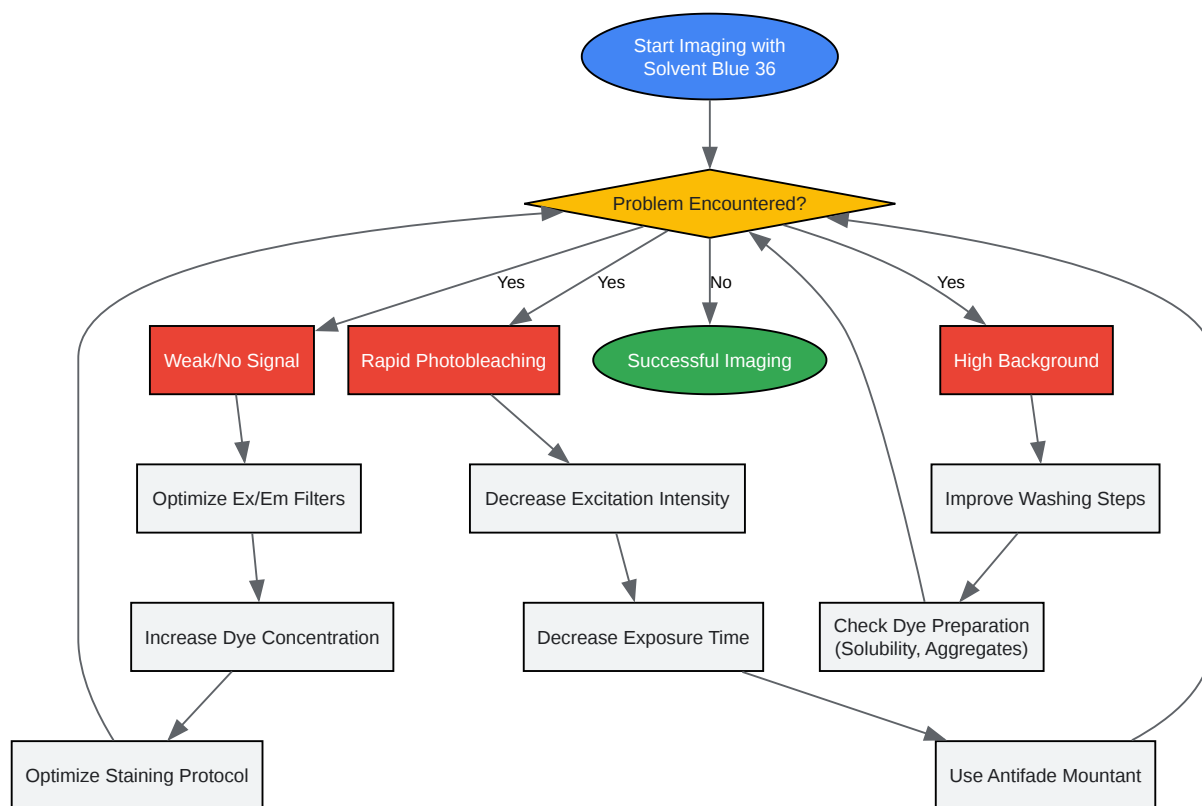 Start Imaging with
Solvent Blue 36
Problem Encountered?
Yes
Yes
No
Yes
Weak/No Signal
Rapid Photobleaching
Successful Imaging
High Background
Optimize Ex/Em Filters
Decrease Excitation Intensity
Improve Washing Steps
Increase Dye Concentration
Decrease Exposure Time
Check Dye Preparation
(Solubility, Aggregates)
Optimize Staining Protocol
Use Antifade Mountant